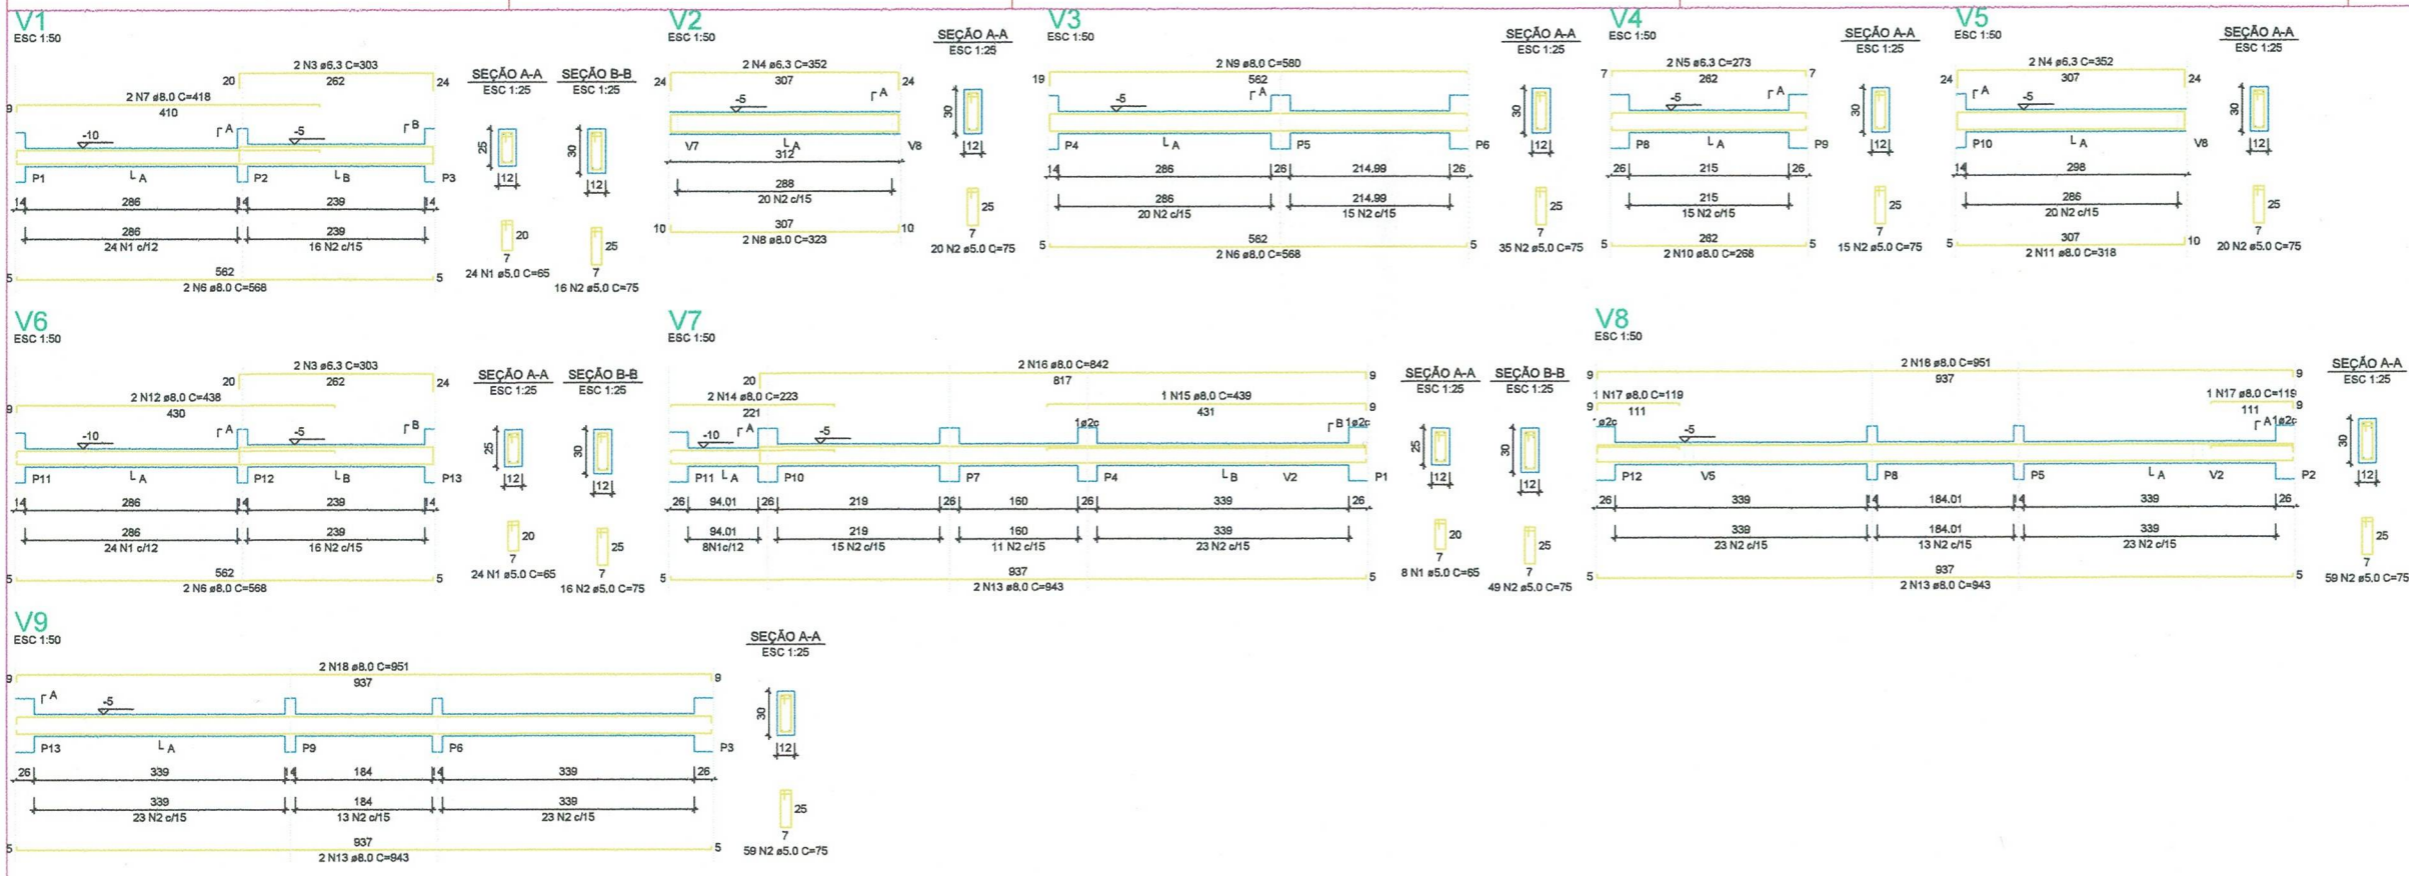 V1
ESC 1:50
2 N3 ø6.3 C=303
20 262 24
2 N7 ø8.0 C=418
9 410
-10 ┌ A -5 ┌ B
P1 └ A P2 └ B P3
14 286 14 239 14
286 239
24 N1 c/12 16 N2 c/15
562
5 5
2 N6 ø8.0 C=568
SEÇÃO A-A
ESC 1:25
25
12
20
7
24 N1 ø5.0 C=65
SEÇÃO B-B
ESC 1:25
30
12
25
7
16 N2 ø5.0 C=75
V2
ESC 1:50
2 N4 ø6.3 C=352
24 307 24
-5 ┌ A
V7 └ A V8
312
288
20 N2 c/15
10 307 10
2 N8 ø8.0 C=323
SEÇÃO A-A
ESC 1:25
30
12
25
7
20 N2 ø5.0 C=75
V3
ESC 1:50
2 N9 ø8.0 C=580
19 562
-5 ┌ A
P4 └ A P5 P6
14 286 26 214.99 26
286 214.99
20 N2 c/15 15 N2 c/15
5 562 5
2 N6 ø8.0 C=568
SEÇÃO A-A
ESC 1:25
30
12
25
7
35 N2 ø5.0 C=75
V4
ESC 1:50
2 N5 ø6.3 C=273
7 262 7
-5 ┌ A
P8 └ A P9
26 215 26
215
15 N2 c/15
5 262 5
2 N10 ø8.0 C=268
SEÇÃO A-A
ESC 1:25
30
12
25
7
15 N2 ø5.0 C=75
V5
ESC 1:50
2 N4 ø6.3 C=352
24 307 24
┌ A -5
P10 └ A V8
14 298
286
20 N2 c/15
5 307 10
2 N11 ø8.0 C=318
SEÇÃO A-A
ESC 1:25
30
12
25
7
20 N2 ø5.0 C=75
V6
ESC 1:50
2 N3 ø6.3 C=303
20 262 24
2 N12 ø8.0 C=438
9 430
-10 ┌ A -5 ┌ B
P11 └ A P12 └ B P13
14 286 14 239 14
286 239
24 N1 c/12 16 N2 c/15
5 562 5
2 N6 ø8.0 C=568
SEÇÃO A-A
ESC 1:25
25
12
20
7
24 N1 ø5.0 C=65
SEÇÃO B-B
ESC 1:25
30
12
25
7
16 N2 ø5.0 C=75
V7
ESC 1:50
2 N16 ø8.0 C=842
20 817 9
2 N14 ø8.0 C=223 1 N15 ø8.0 C=439
221 431 9
-10 ┌ A -5 1ø2c ┌ B 1ø2c
P11 └ A P10 P7 P4 └ B V2 P1
26 94.01 26 219 26 160 26 339 26
94.01 219 160 339
8N1c/12 15 N2 c/15 11 N2 c/15 23 N2 c/15
937 5
2 N13 ø8.0 C=943
SEÇÃO A-A
ESC 1:25
25
12
20
7
8 N1 ø5.0 C=65
SEÇÃO B-B
ESC 1:25
30
12
25
7
49 N2 ø5.0 C=75
V8
ESC 1:50
2 N18 ø8.0 C=951
9 937 9
1 N17 ø8.0 C=119 1 N17 ø8.0 C=119
9 111 111 9
1ø2c -5 ┌ A 1ø2c
P12 V5 P8 P5 └ A V2 P2
26 339 14 184.01 14 339 26
339 184.01 339
23 N2 c/15 13 N2 c/15 23 N2 c/15
5 937 5
2 N13 ø8.0 C=943
SEÇÃO A-A
ESC 1:25
30
12
25
7
59 N2 ø5.0 C=75
V9
ESC 1:50
2 N18 ø8.0 C=951
9 937 9
┌ A -5
P13 └ A P9 P6 P3
26 339 14 184 14 339 26
339 184 339
23 N2 c/15 13 N2 c/15 23 N2 c/15
5 937 5
2 N13 ø8.0 C=943
SEÇÃO A-A
ESC 1:25
30
12
25
7
59 N2 ø5.0 C=75